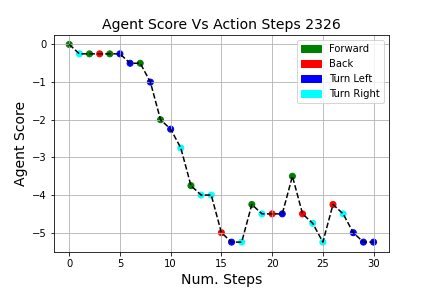 Agent Score Vs Action Steps 2326
Forward
Back
Turn Left
Turn Right
Agent Score
0
−1
−2
−3
−4
−5
0 5 10 15 20 25 30
Num. Steps